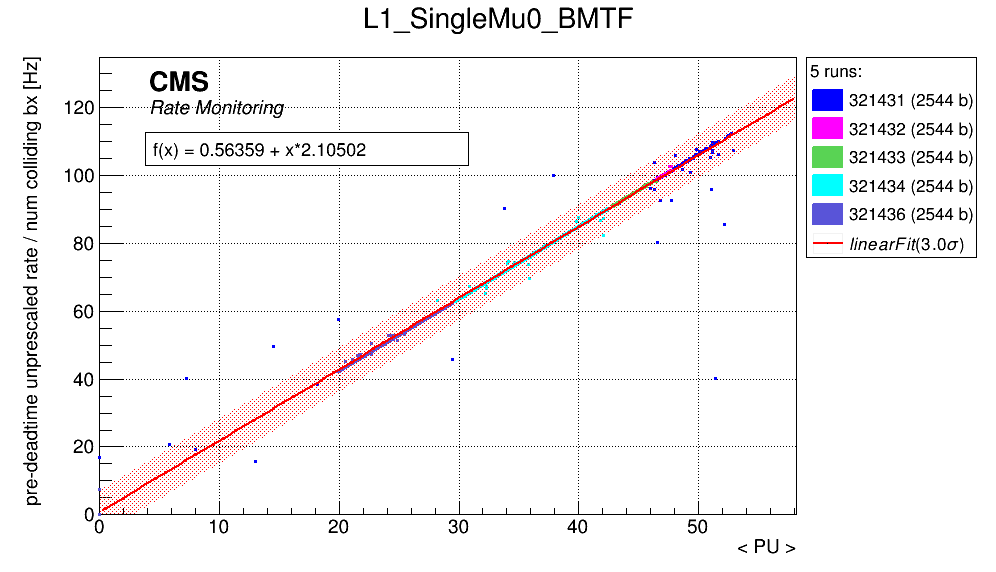 L1_SingleMu0_BMTF
pre-deadtime unprescaled rate / num colliding bx [Hz]
CMS
Rate Monitoring
f(x) = 0.56359 + x*2.10502
120
100
80
60
40
20
0
0 10 20 30 40 50
< PU >
5 runs:
321431 (2544 b)
321432 (2544 b)
321433 (2544 b)
321434 (2544 b)
321436 (2544 b)
linearFit(3.0σ)